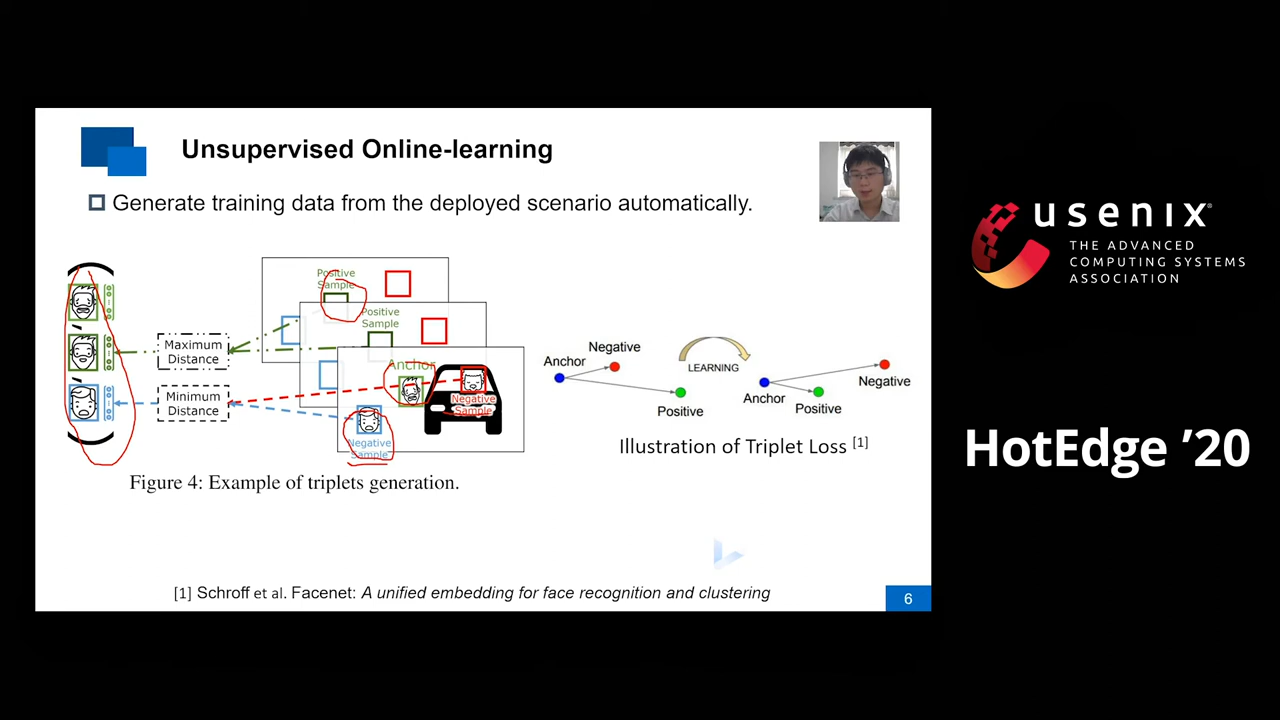 Unsupervised Online-learning
Generate training data from the deployed scenario automatically.
Positive
Sample
Positive
Sample
Maximum
Distance
Minimum
Distance
Anchor
Negative
Sample
Negative
Sample
Figure 4: Example of triplets generation.
Negative
Anchor
Positive
LEARNING
Negative
Anchor
Positive
Illustration of Triplet Loss [1]
[1] Schroff et al. Facenet: A unified embedding for face recognition and clustering
6
usenix®
THE ADVANCED
COMPUTING SYSTEMS
ASSOCIATION
HotEdge ’20